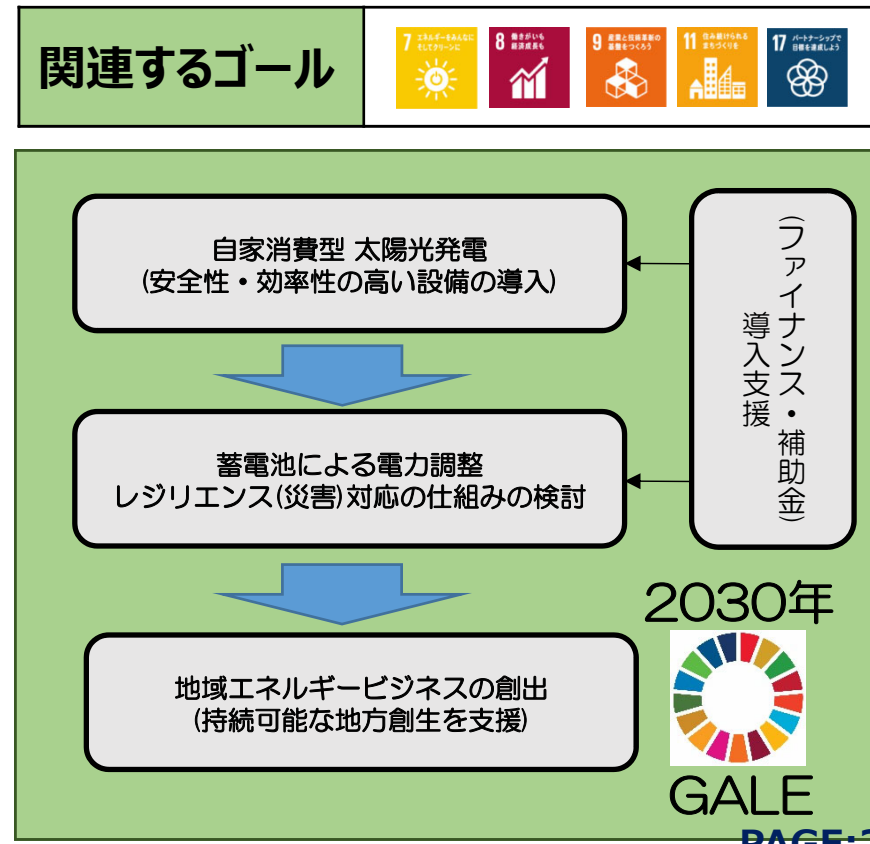 関連するゴール
7 エネルギーをみんなに
そしてクリーンに
8 働きがいも
経済成長も
9 産業と技術革新の
基盤をつくろう
11 住み続けられる
まちづくりを
17 パートナーシップで
目標を達成しよう
自家消費型 太陽光発電
(安全性・効率性の高い設備の導入)
(ファイナンス・補助金)
導入支援
蓄電池による電力調整
レジリエンス(災害)対応の仕組みの検討
地域エネルギービジネスの創出
(持続可能な地方創生を支援)
2030年
GALE